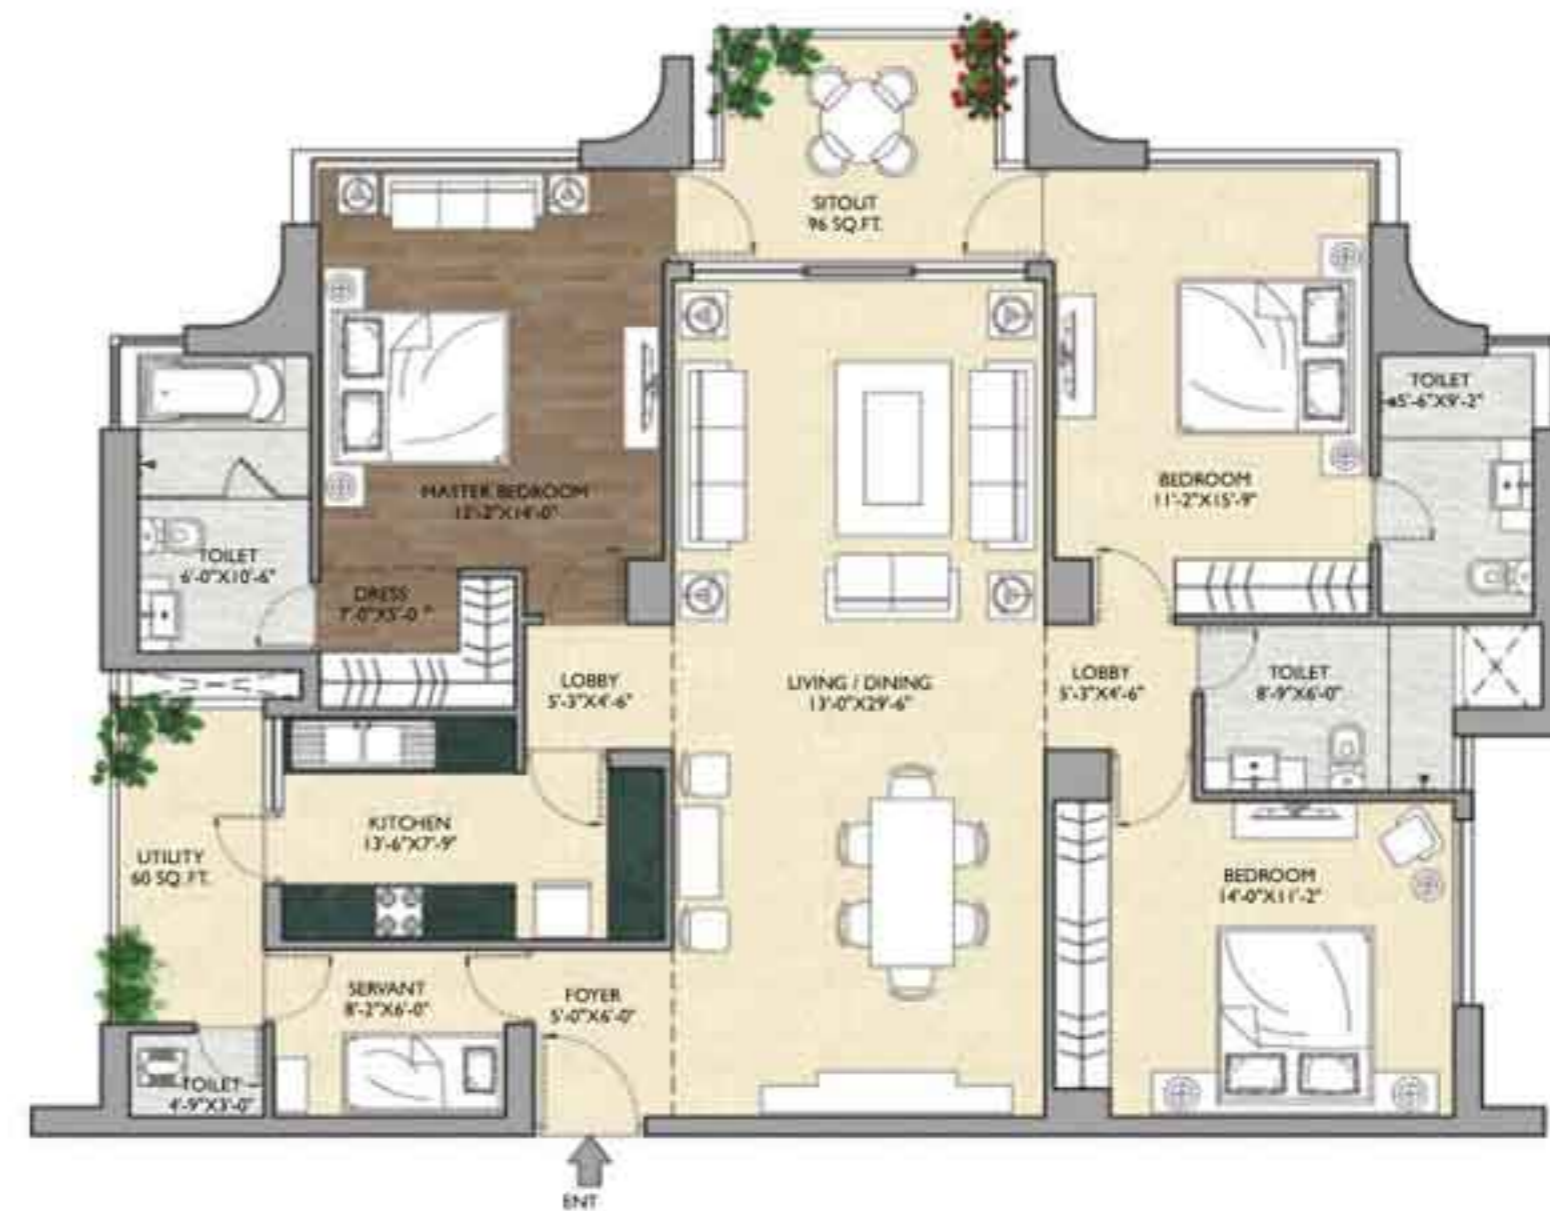 SITOUT
96 SQ.FT.
TOILET
5'-6"X9'-2"
MASTER BEDROOM
12'-2"X14'-0"
BEDROOM
11'-2"X15'-9"
TOILET
6'-0"X10'-6"
DRESS
7'-0"X5'-0"
LOBBY
5'-3"X4'-6"
LIVING / DINING
13'-0"X29'-6"
LOBBY
5'-3"X4'-6"
TOILET
8'-9"X6'-0"
KITCHEN
13'-6"X7'-9"
UTILITY
60 SQ.FT.
BEDROOM
14'-0"X11'-2"
SERVANT
8'-2"X6'-0"
FOYER
5'-0"X6'-0"
TOILET
4'-9"X3'-0"
ENT